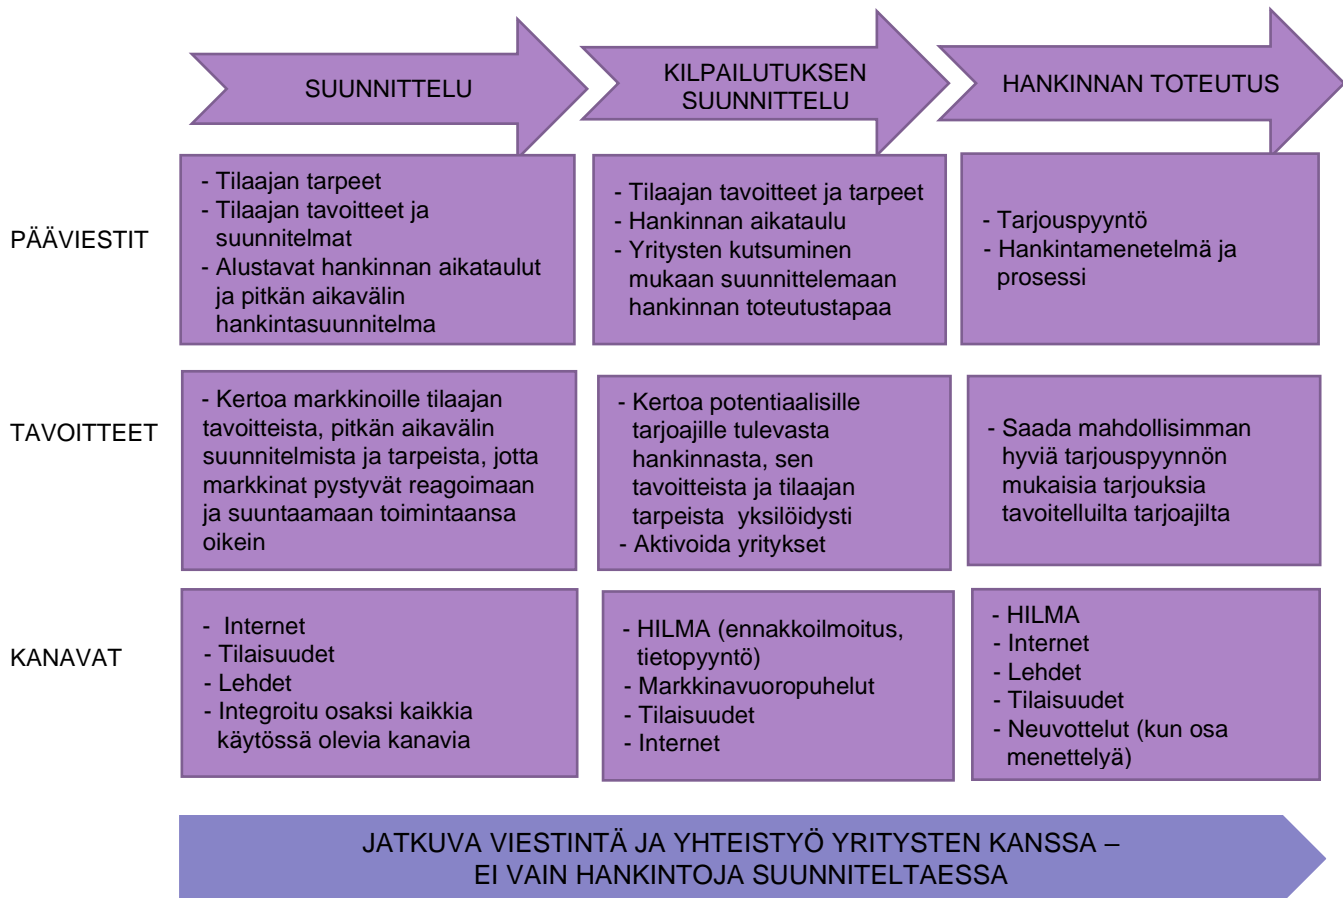 SUUNNITTELU
KILPAILUTUKSEN
SUUNNITTELU
HANKINNAN TOTEUTUS
PÄÄVIESTIT
- Tilaajan tarpeet
- Tilaajan tavoitteet ja
suunnitelmat
- Alustavat hankinnan aikataulut
ja pitkän aikavälin
hankintasuunnitelma
- Tilaajan tavoitteet ja tarpeet
- Hankinnan aikataulu
- Yritysten kutsuminen
mukaan suunnittelemaan
hankinnan toteutustapaa
- Tarjouspyyntö
- Hankintamenetelmä ja
prosessi
TAVOITTEET
- Kertoa markkinoille tilaajan
tavoitteista, pitkän aikavälin
suunnitelmista ja tarpeista, jotta
markkinat pystyvät reagoimaan
ja suuntaamaan toimintaansa
oikein
- Kertoa potentiaalisille
tarjoajille tulevasta
hankinnasta, sen
tavoitteista ja tilaajan
tarpeista yksilöidysti
- Aktivoida yritykset
- Saada mahdollisimman
hyviä tarjouspyynnön
mukaisia tarjouksia
tavoitelluilta tarjoajilta
KANAVAT
- Internet
- Tilaisuudet
- Lehdet
- Integroitu osaksi kaikkia
käytössä olevia kanavia
- HILMA (ennakkoilmoitus,
tietopyyntö)
- Markkinavuoropuhelut
- Tilaisuudet
- Internet
- HILMA
- Internet
- Lehdet
- Tilaisuudet
- Neuvottelut (kun osa
menettelyä)
JATKUVA VIESTINTÄ JA YHTEISTYÖ YRITYSTEN KANSSA –
EI VAIN HANKINTOJA SUUNNITELTAESSA